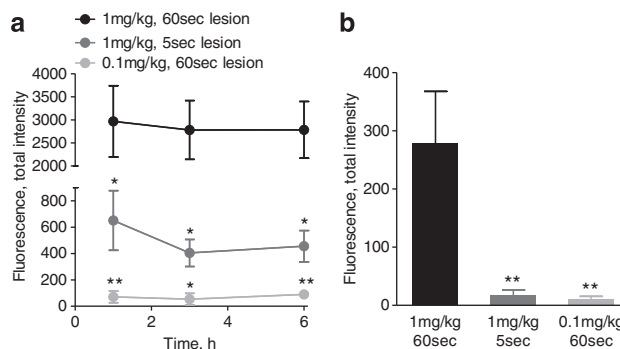 a
1mg/kg, 60sec lesion
1mg/kg, 5sec lesion
0.1mg/kg, 60sec lesion
Fluorescence, total intensity
4000
3500
3000
2500
2000
800
600
400
200
0
*
*
*
**
*
**
0 2 4 6
Time, h
b
Fluorescence, total intensity
400
300
200
100
0
**
**
1mg/kg 1mg/kg 0.1mg/kg
60sec 5sec 60sec